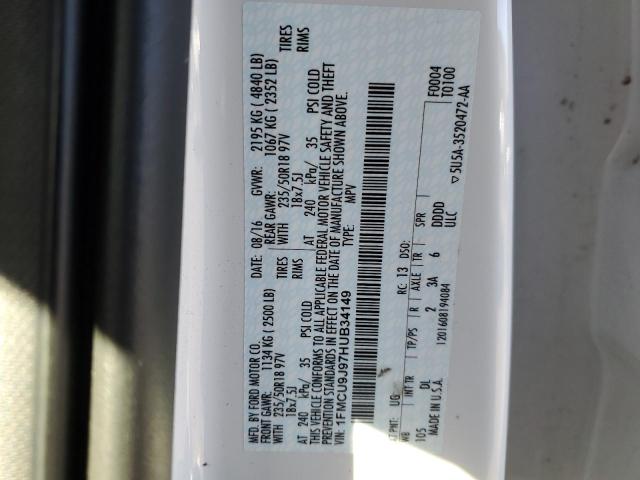 MFD. BY FORD MOTOR CO.
DATE: 08/16 GVWR: 2195 KG ( 4840 LB)
FRONT GAWR: 1134 KG ( 2500 LB) REAR GAWR: 1067 KG ( 2352 LB)
WITH 235/50R18 97V TIRES WITH 235/50R18 97V TIRES
18x7.5J RIMS 18x7.5J RIMS
AT 240 kPa/ 35 PSI COLD AT 240 kPa/ 35 PSI COLD
THIS VEHICLE CONFORMS TO ALL APPLICABLE FEDERAL MOTOR VEHICLE SAFETY AND THEFT
PREVENTION STANDARDS IN EFFECT ON THE DATE OF MANUFACTURE SHOWN ABOVE.
VIN: 1FMCU9J97HUB34149
TYPE: MPV
F0004
T0100
EXT PNT: UG RC: 13 DSO:
WB INT TR TP/PS R AXLE TR SPR
105 DL 2 3A 6 DDDD
ULC
MADE IN U.S.A.
1201608194084
▽ 5U5A-3520472-AA